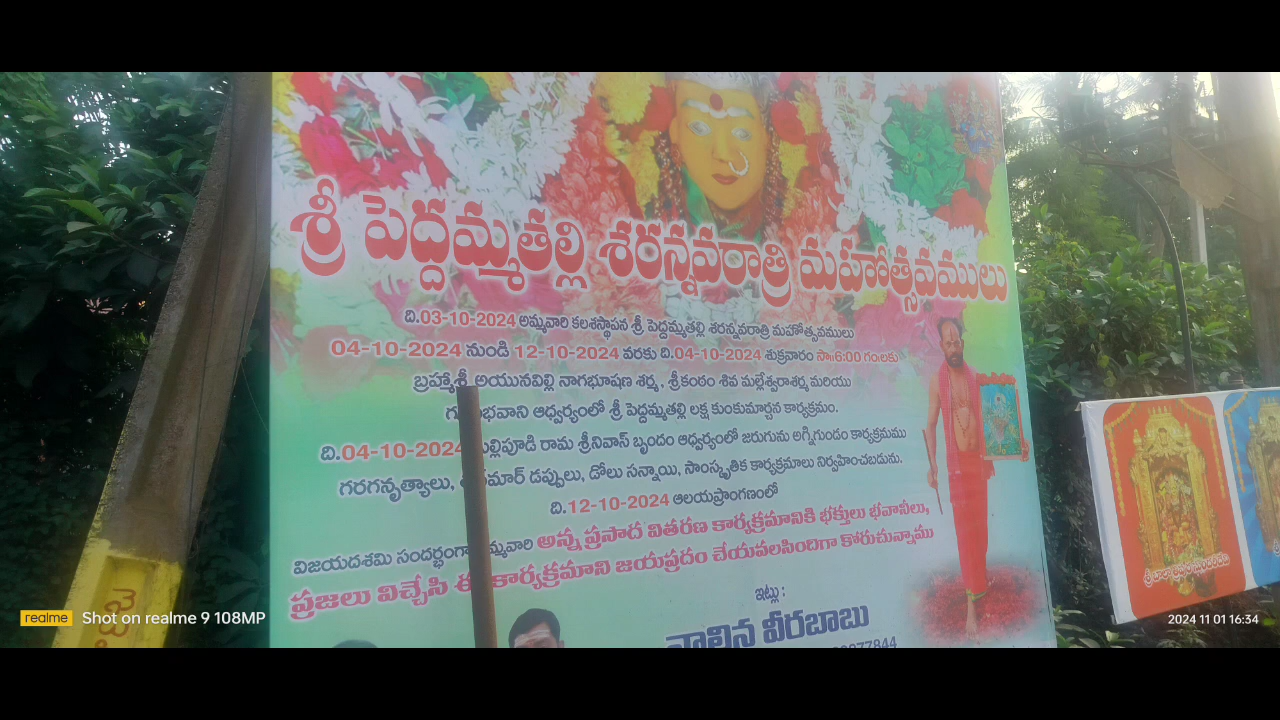 శ్రీ పెద్దమ్మతల్లి శరన్నవరాత్రి మహోత్సవములు
ది.03-10-2024 అమ్మవారి కలశస్థాపన శ్రీ పెద్దమ్మతల్లి శరన్నవరాత్రి మహోత్సవములు
04-10-2024 నుండి 12-10-2024 వరకు ది.04-10-2024 శుక్రవారం సా॥6:00 గం॥లకు
బ్రహ్మశ్రీ అయినవిల్లి నాగభూషణ శర్మ, శ్రీకంఠం శివ మల్లేశ్వరాశర్మ మరియు
ఆధ్వర్యంలో శ్రీ పెద్దమ్మతల్లి లక్ష కుంకుమార్చన కార్యక్రమం.
ది.04-10-2024 రామ శ్రీనివాస్ బృందం ఆధ్వర్యంలో జరుగును అగ్నిగుండం కార్యక్రమము
గరగనృత్యాలు, డప్పులు, డోలు సన్నాయి, సాంస్కృతిక కార్యక్రమాలు నిర్వహించబడును.
ది.12-10-2024 ఆలయప్రాంగణంలో
విజయదశమి సందర్భంగా అమ్మవారి అన్న ప్రసాద వితరణ కార్యక్రమానికి భక్తులు భవానీలు,
ప్రజలు విచ్చేసి ఈ కార్యక్రమాని జయప్రదం చేయవలసిందిగా కోరుచున్నాము
ఇట్లు :
వీరబాబు
77844
realme Shot on realme 9 108MP
2024 11 01 16:34